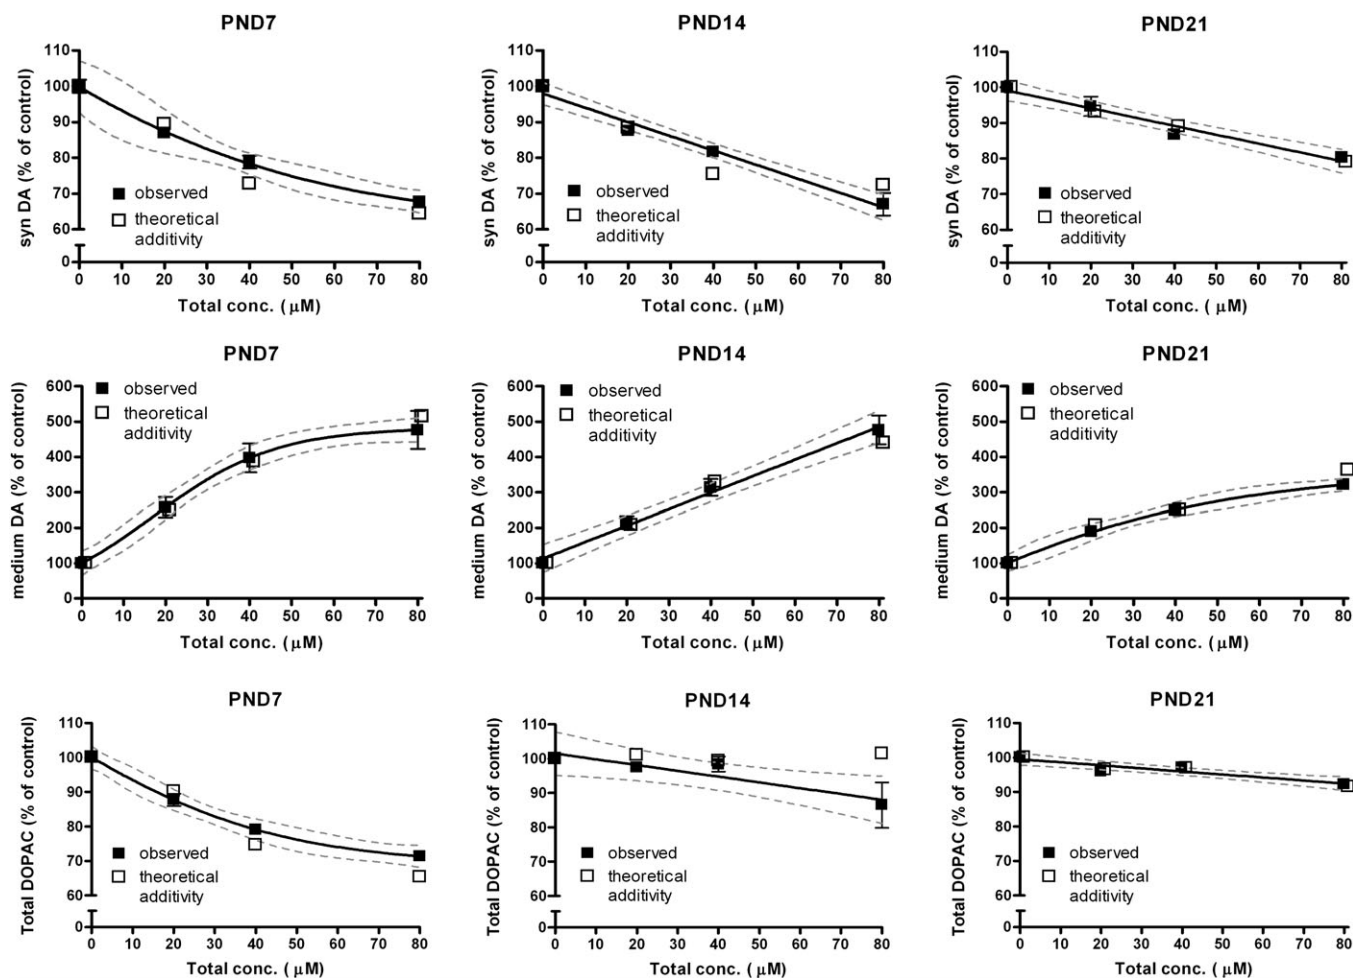 PND7
syn DA (% of control)
110
100
90
80
70
60
0
observed
theoretical
additivity
0 10 20 30 40 50 60 70 80
Total conc. ( μM)
PND14
syn DA (% of control)
110
100
90
80
70
60
0
observed
theoretical
additivity
0 10 20 30 40 50 60 70 80
Total conc. ( μM)
PND21
syn DA (% of control)
110
100
90
80
70
60
0
observed
theoretical
additivity
0 10 20 30 40 50 60 70 80
Total conc. ( μM)
PND7
medium DA (% of control)
600
500
400
300
200
100
0
observed
theoretical
additivity
0 10 20 30 40 50 60 70 80
Total conc. ( μM)
PND14
medium DA (% of control)
600
500
400
300
200
100
0
observed
theoretical
additivity
0 10 20 30 40 50 60 70 80
Total conc. ( μM)
PND21
medium DA (% of control)
600
500
400
300
200
100
0
observed
theoretical
additivity
0 10 20 30 40 50 60 70 80
Total conc. ( μM)
PND7
Total DOPAC (% of control)
110
100
90
80
70
60
0
observed
theoretical
additivity
0 10 20 30 40 50 60 70 80
Total conc. ( μM)
PND14
Total DOPAC (% of control)
110
100
90
80
70
60
0
observed
theoretical
additivity
0 10 20 30 40 50 60 70 80
Total conc. ( μM)
PND21
Total DOPAC (% of control)
110
100
90
80
70
60
0
observed
theoretical
additivity
0 10 20 30 40 50 60 70 80
Total conc. ( μM)